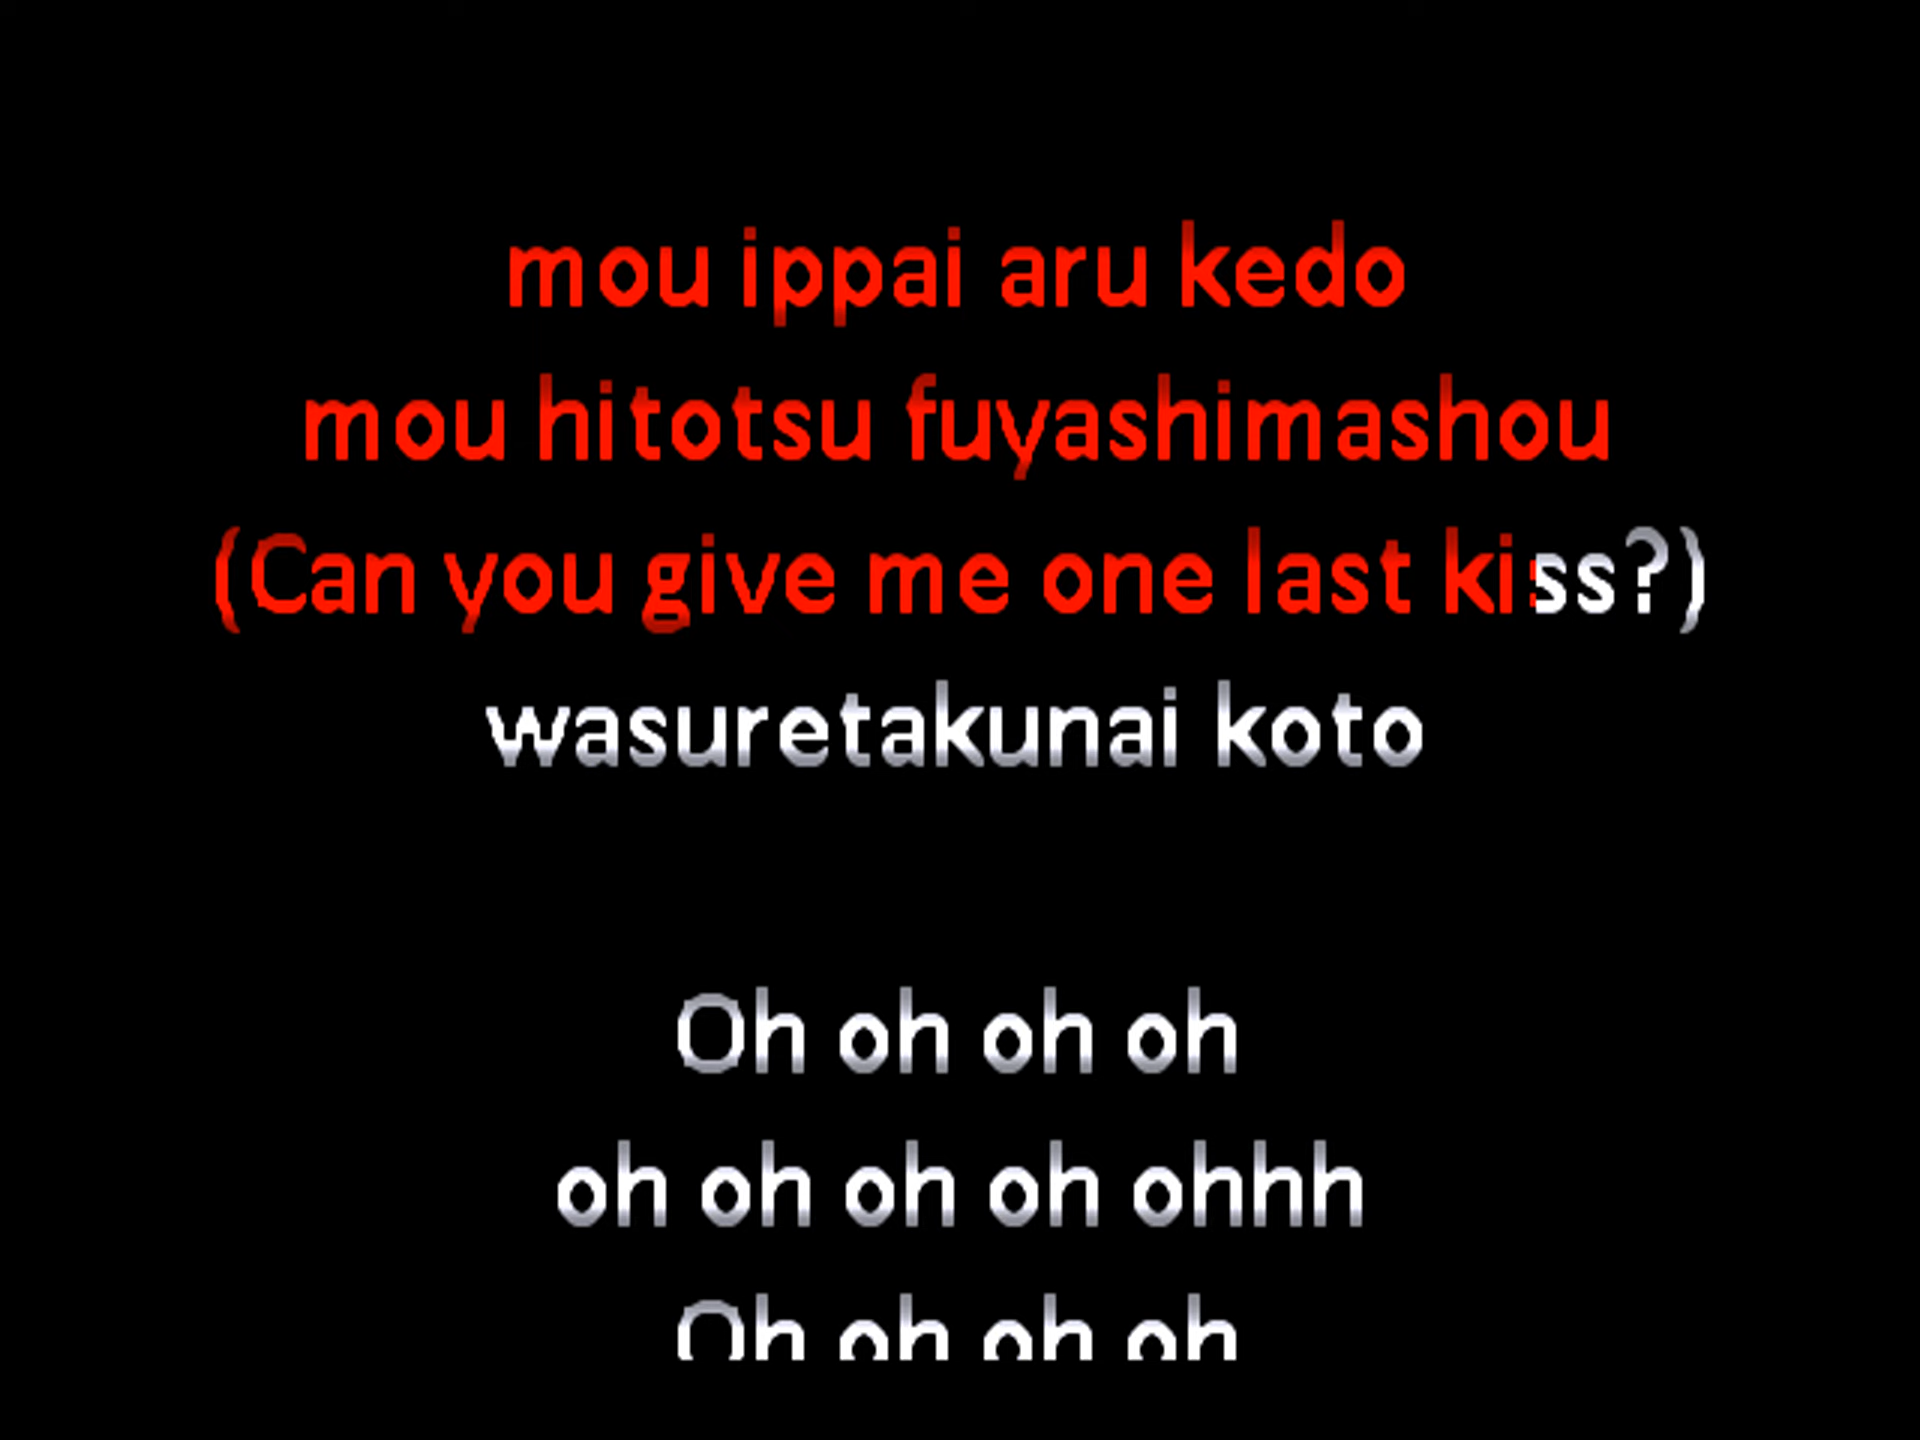 mou ippai aru kedo
mou hitotsu fuyashimashou
(Can you give me one last kiss?)
wasuretakunai koto
Oh oh oh oh
oh oh oh oh ohhh
Oh oh oh oh